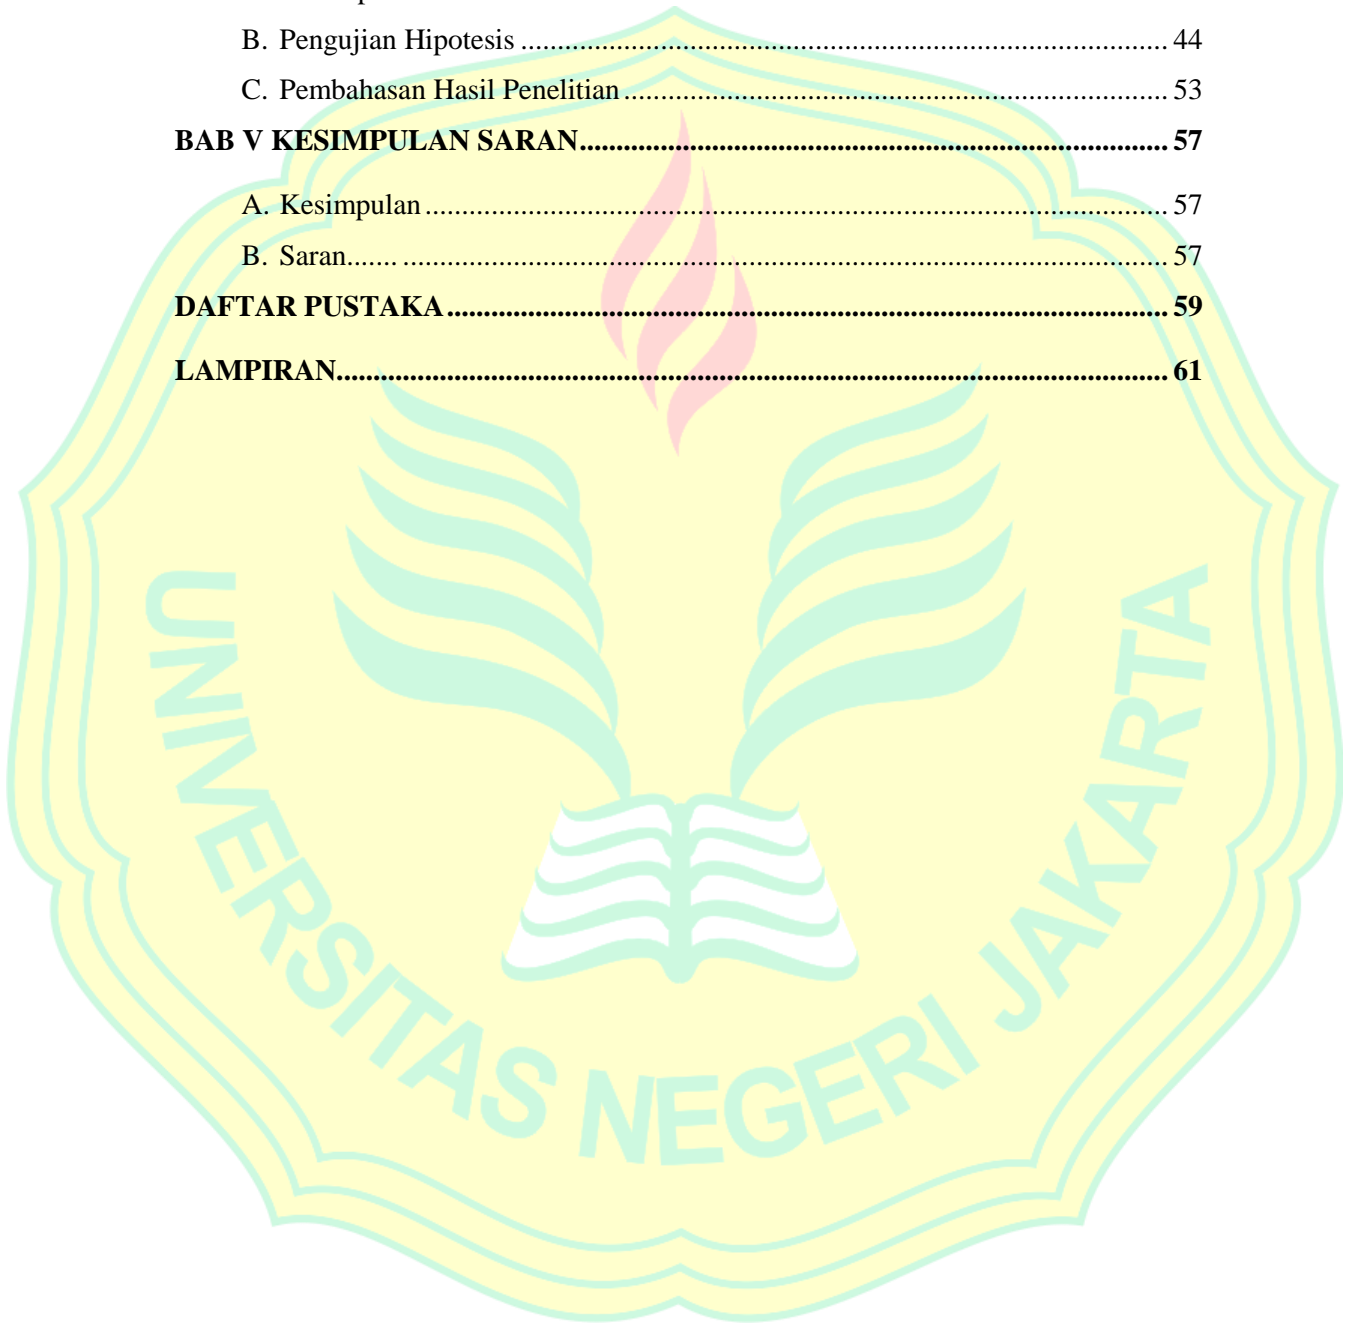 B. Pengujian Hipotesis ........................................................................................ 44
C. Pembahasan Hasil Penelitian .......................................................................... 53
BAB V KESIMPULAN SARAN................................................................................ 57
A. Kesimpulan ..................................................................................................... 57
B. Saran....... ........................................................................................................ 57
DAFTAR PUSTAKA .................................................................................................. 59
LAMPIRAN................................................................................................................. 61
UNIVERSITAS NEGERI JAKARTA